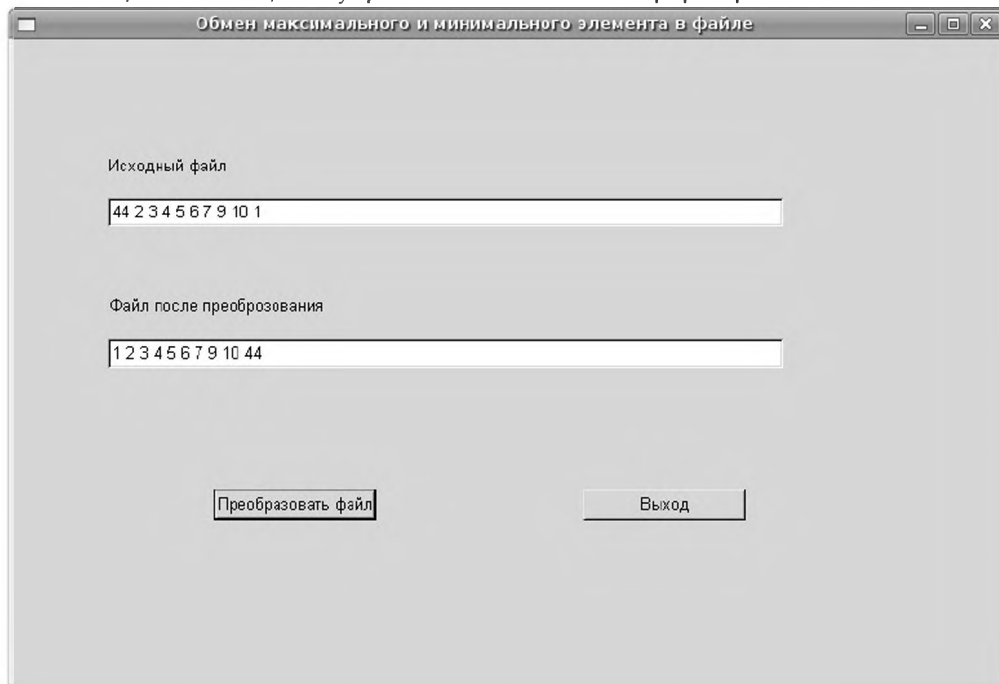 Обмен максимального и минимального элемента в файле
Исходный файл
44 2 3 4 5 6 7 9 10 1
Файл после преоброзования
1 2 3 4 5 6 7 9 10 44
Преобразовать файл
Выход